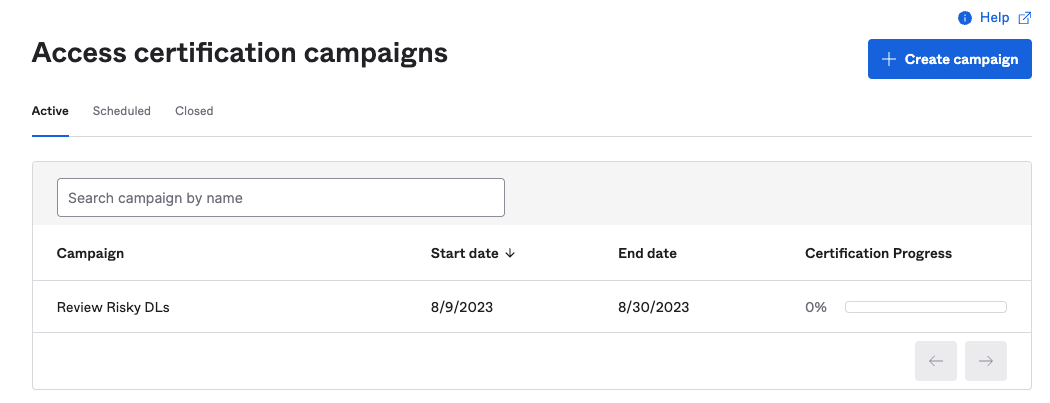 Help
Access certification campaigns
Create campaign
Active Scheduled Closed
Search campaign by name
Campaign Start date End date Certification Progress
Review Risky DLs 8/9/2023 8/30/2023 0%